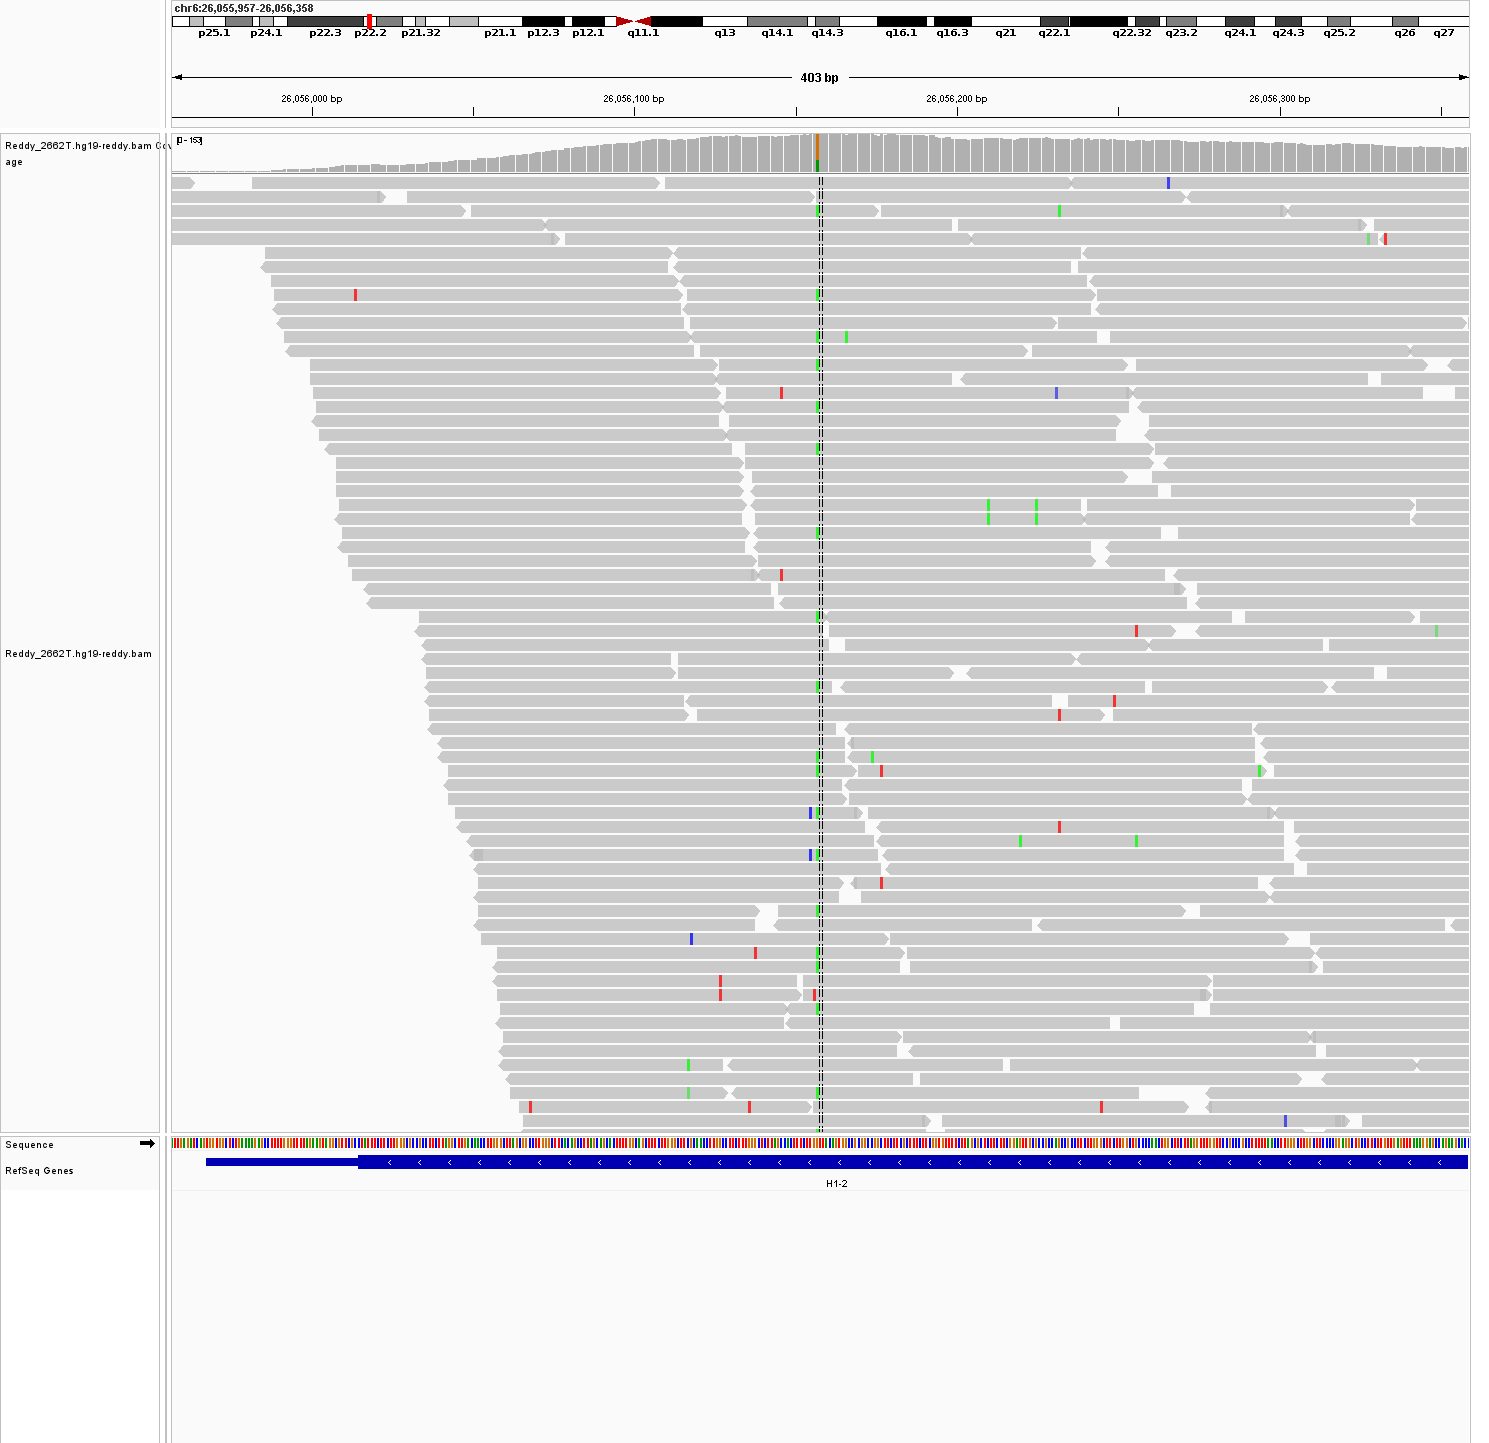 chr6:26,055,957-26,056,358
p25.1 p24.1 p22.3 p22.2 p21.32 p21.1 p12.3 p12.1 q11.1 q13 q14.1 q14.3 q16.1 q16.3 q21 q22.1 q22.32 q23.2 q24.1 q24.3 q25.2 q26 q27
403 bp
26,056,000 bp 26,056,100 bp 26,056,200 bp 26,056,300 bp
[0 - 153]
Reddy_2662T.hg19-reddy.bam Cov
age
Reddy_2662T.hg19-reddy.bam
Sequence
RefSeq Genes
H1-2